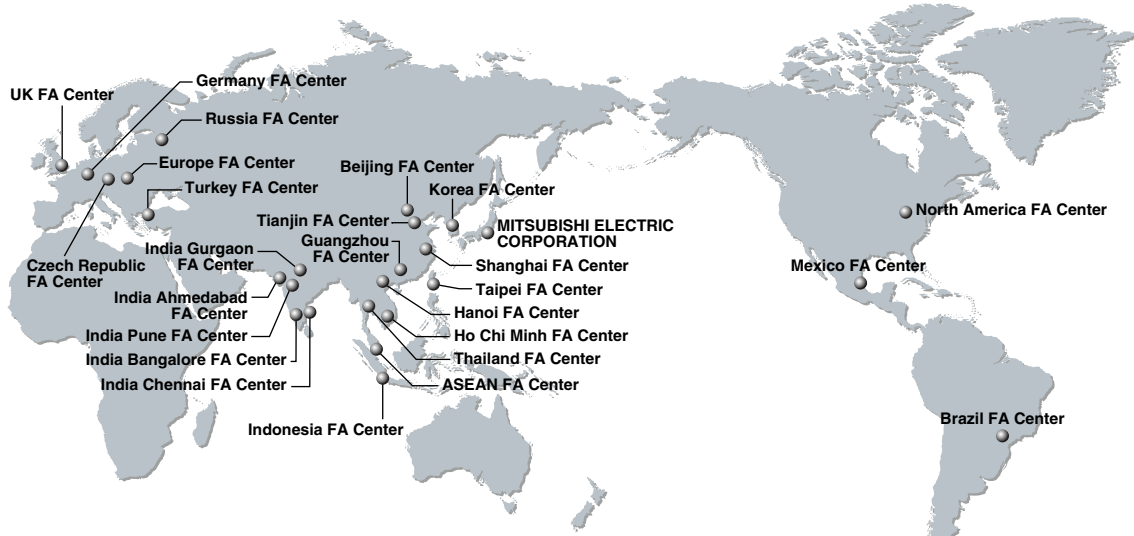 Germany FA Center
UK FA Center
Russia FA Center
Europe FA Center
Turkey FA Center
Czech Republic
FA Center
Beijing FA Center
Korea FA Center
Tianjin FA Center
MITSUBISHI ELECTRIC
CORPORATION
Guangzhou
FA Center
India Gurgaon
FA Center
Shanghai FA Center
India Ahmedabad
FA Center
Taipei FA Center
Hanoi FA Center
India Pune FA Center
Ho Chi Minh FA Center
India Bangalore FA Center
Thailand FA Center
India Chennai FA Center
ASEAN FA Center
Indonesia FA Center
North America FA Center
Mexico FA Center
Brazil FA Center